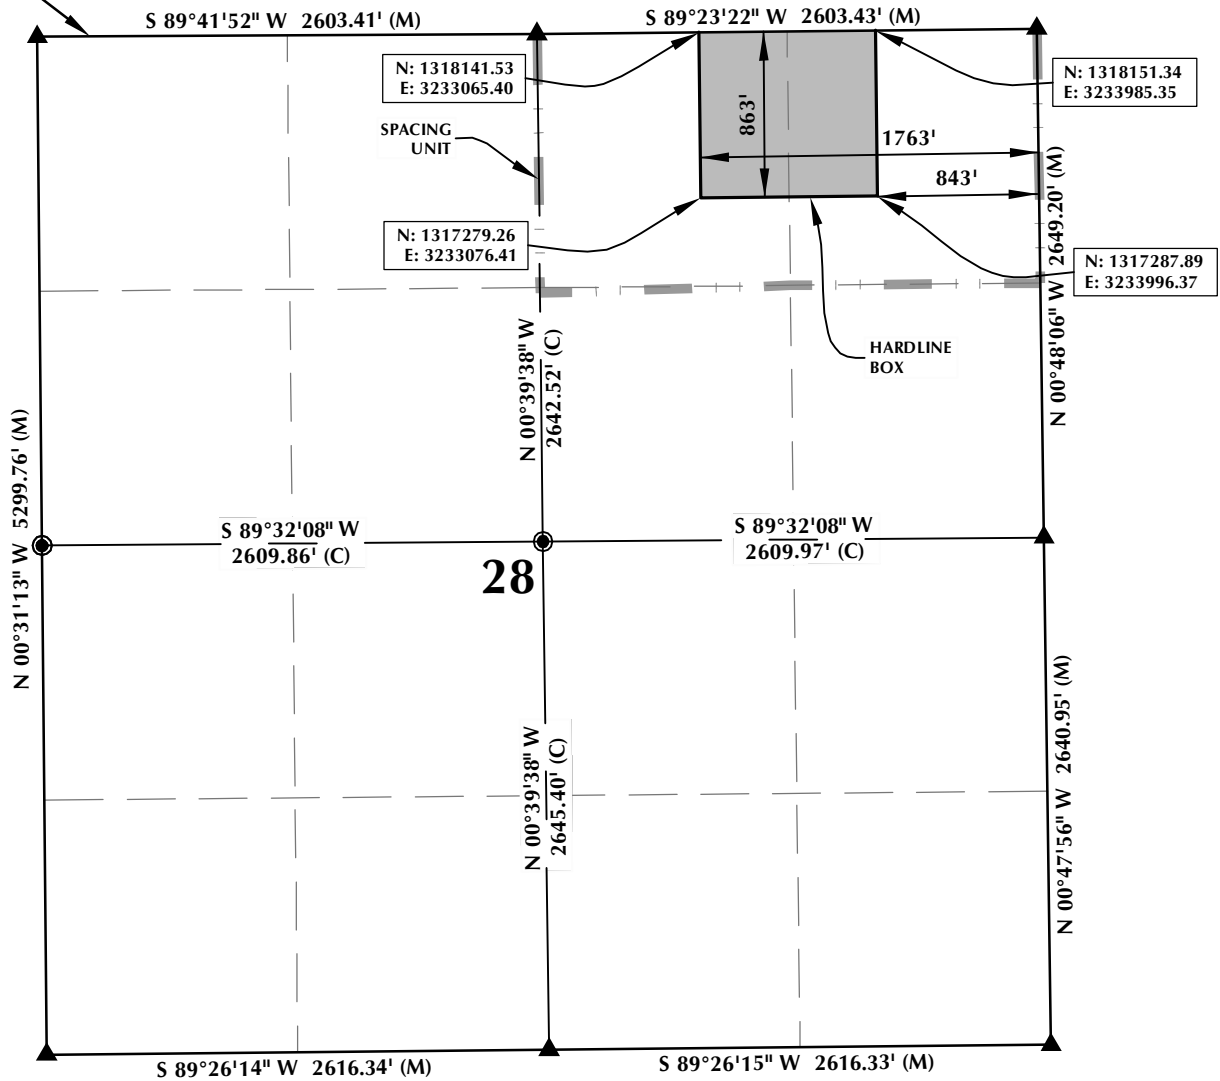 S 89°41'52" W 2603.41' (M)
S 89°23'22" W 2603.43' (M)
N: 1318141.53
E: 3233065.40
N: 1318151.34
E: 3233985.35
SPACING
UNIT
863'
1763'
843'
N: 1317279.26
E: 3233076.41
N: 1317287.89
E: 3233996.37
N 00°48'06" W 2649.20' (M)
HARDLINE
BOX
N 00°39'38" W
2642.52' (C)
N 00°31'13" W 5299.76' (M)
S 89°32'08" W
2609.86' (C)
S 89°32'08" W
2609.97' (C)
28
N 00°39'38" W
2645.40' (C)
N 00°47'56" W 2640.95' (M)
S 89°26'14" W 2616.34' (M)
S 89°26'15" W 2616.33' (M)